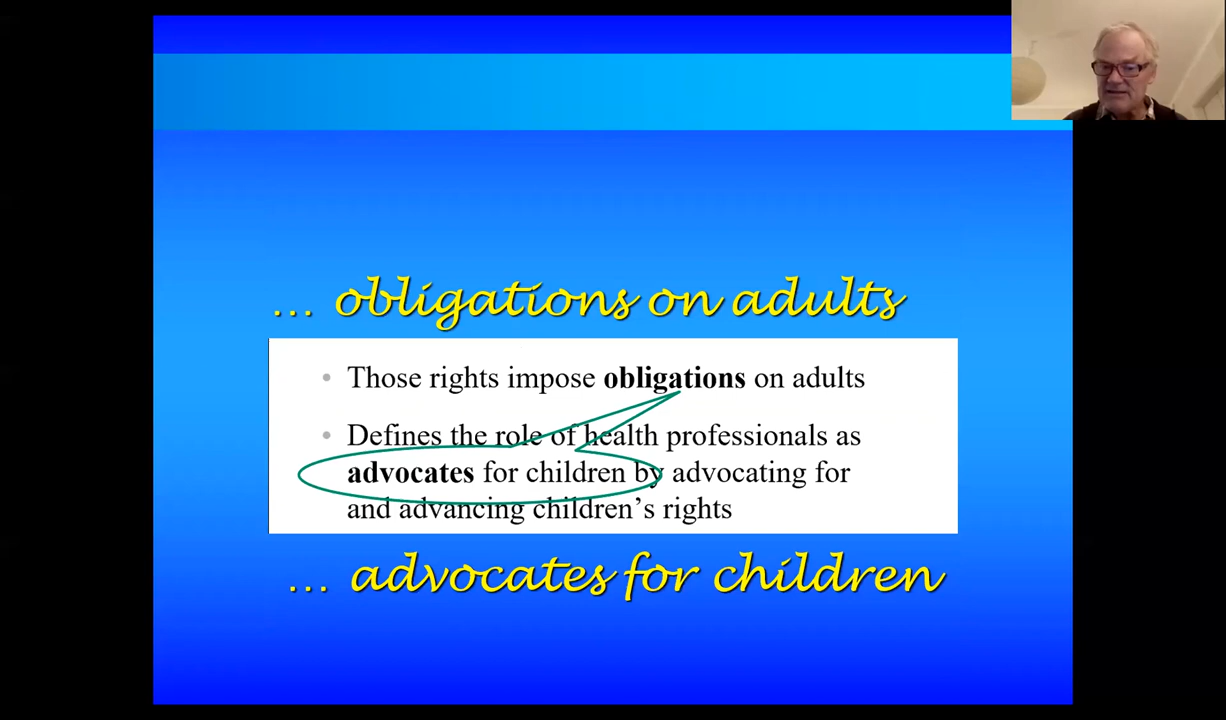 … obligations on adults
• Those rights impose obligations on adults
• Defines the role of health professionals as
advocates for children by advocating for
and advancing children’s rights
… advocates for children